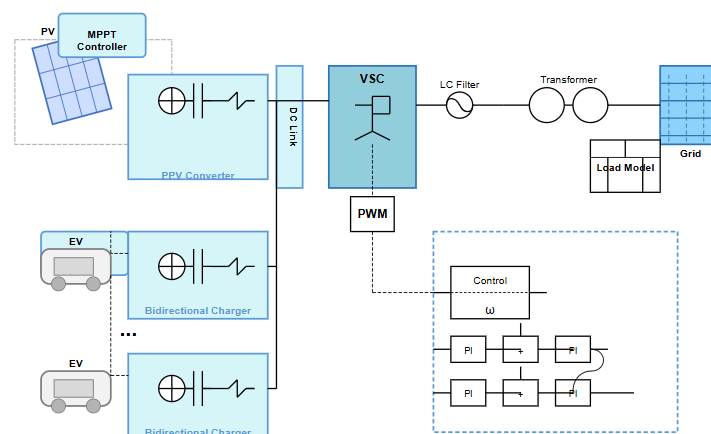 PV
MPPT
Controller
PPV Converter
DC Link
VSC
LC Filter
Transformer
Grid
Load Model
PWM
EV
Bidirectional Charger
...
EV
Bidirectional Charger
Control
ω
PI
+
PI
PI
+
PI